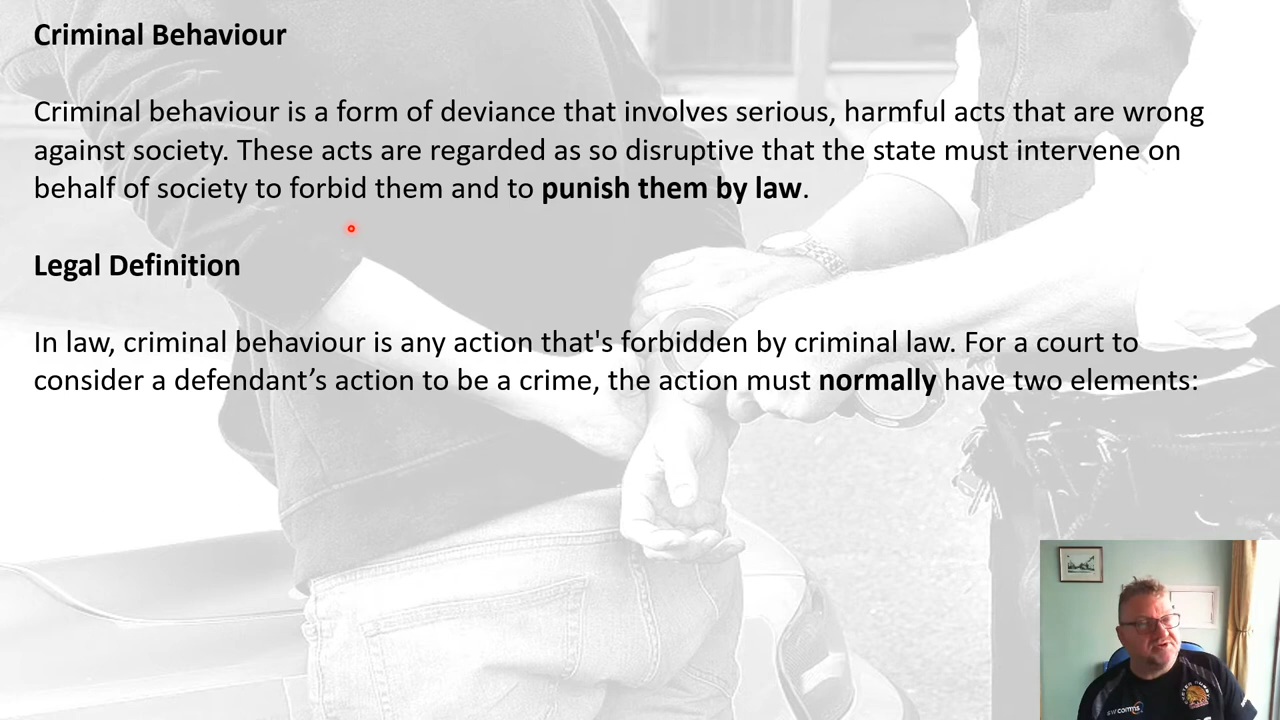 Criminal Behaviour
Criminal behaviour is a form of deviance that involves serious, harmful acts that are wrong
against society. These acts are regarded as so disruptive that the state must intervene on
behalf of society to forbid them and to punish them by law.
Legal Definition
In law, criminal behaviour is any action that's forbidden by criminal law. For a court to
consider a defendant’s action to be a crime, the action must normally have two elements:
swcomms